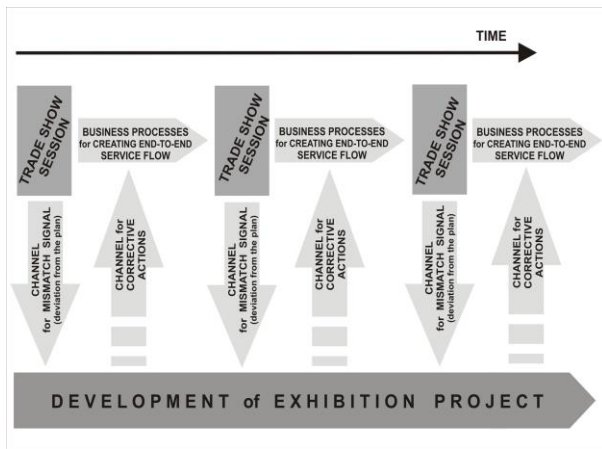 TIME
TRADE SHOW
SESSION
BUSINESS PROCESSES
for CREATING END-TO-END
SERVICE FLOW
TRADE SHOW
SESSION
BUSINESS PROCESSES
for CREATING END-TO-END
SERVICE FLOW
TRADE SHOW
SESSION
BUSINESS PROCESSES
for CREATING END-TO-END
SERVICE FLOW
CHANNEL
for MISMATCH SIGNAL
(deviation from the plan)
CHANNEL for
CORRECTIVE
ACTIONS
CHANNEL
for MISMATCH SIGNAL
(deviation from the plan)
CHANNEL for
CORRECTIVE
ACTIONS
CHANNEL
for MISMATCH SIGNAL
(deviation from the plan)
CHANNEL for
CORRECTIVE
ACTIONS
DEVELOPMENT of EXHIBITION PROJECT